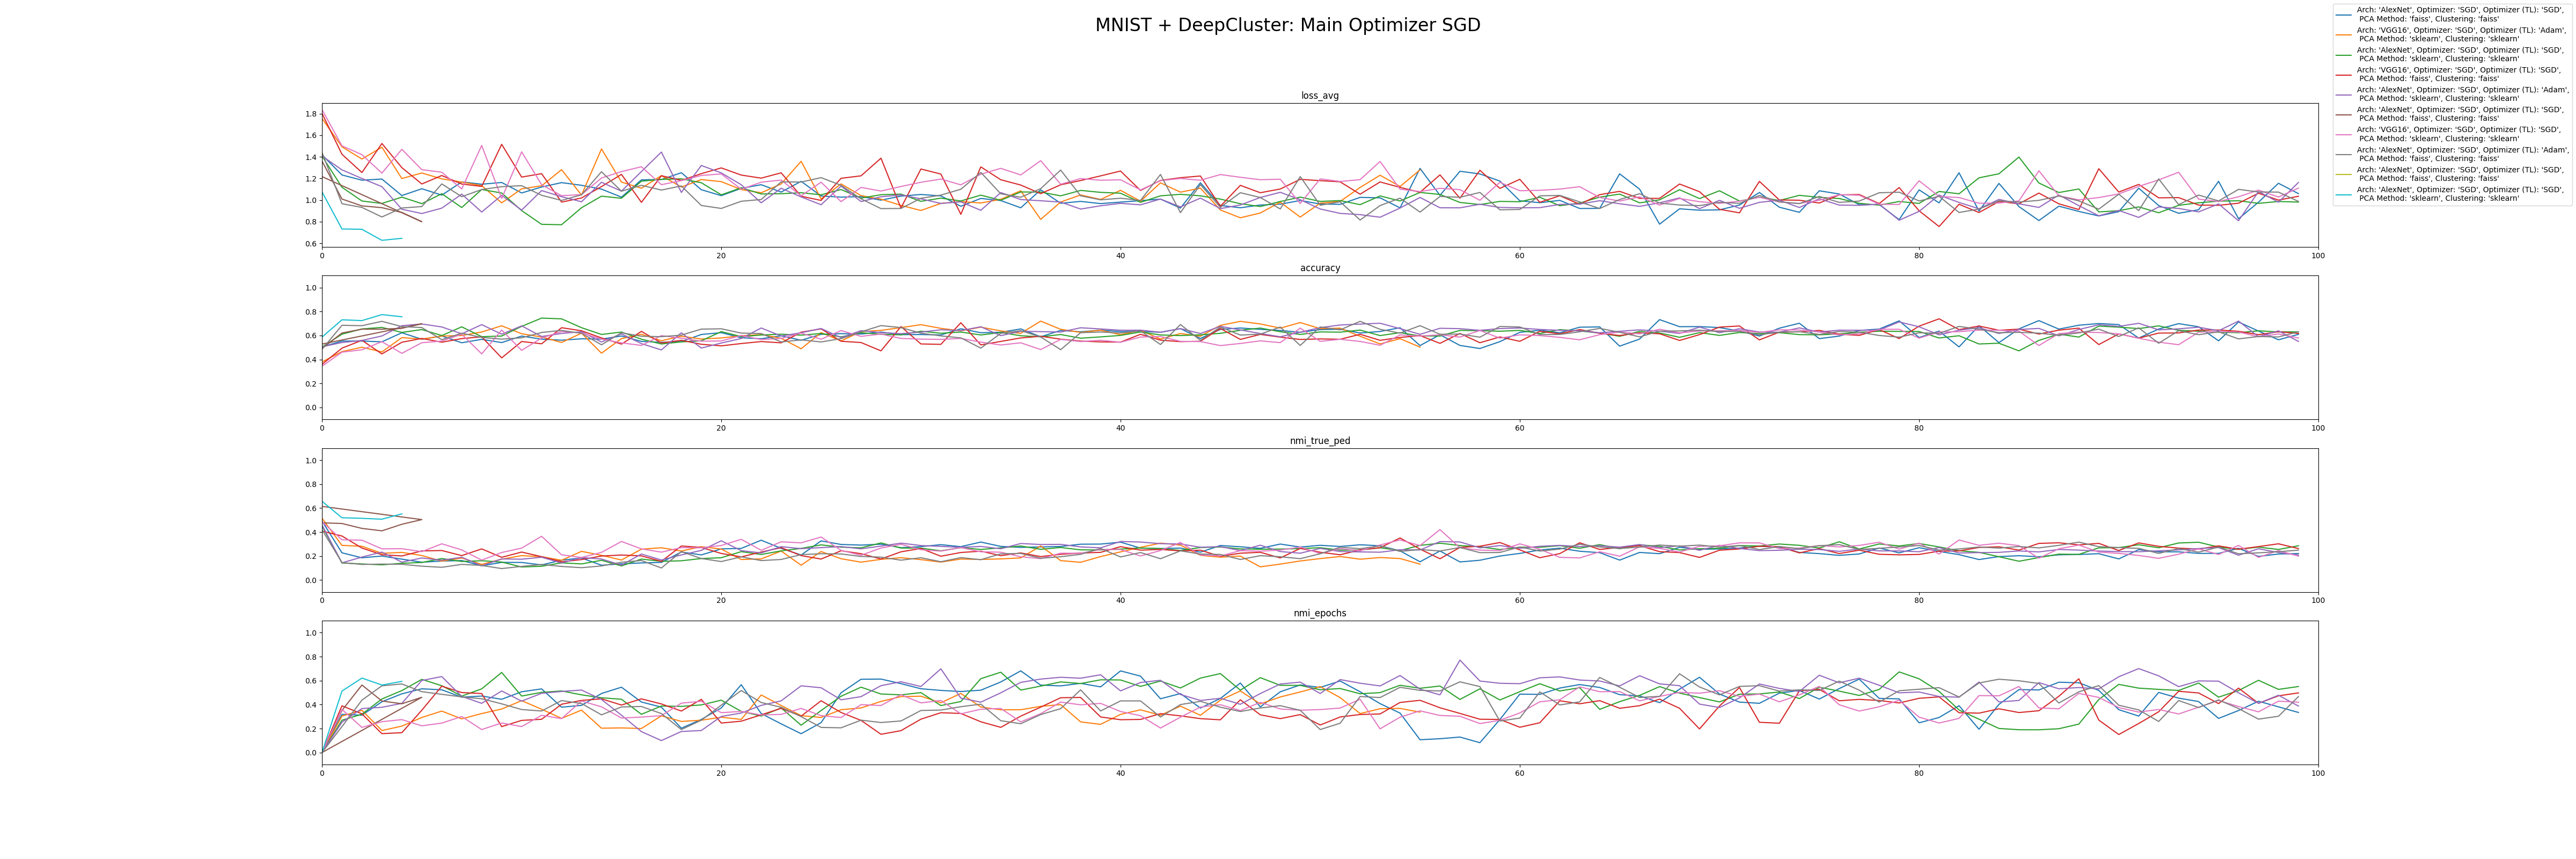 MNIST + DeepCluster: Main Optimizer SGD
Arch: 'AlexNet', Optimizer: 'SGD', Optimizer (TL): 'SGD',
PCA Method: 'faiss', Clustering: 'faiss'
Arch: 'VGG16', Optimizer: 'SGD', Optimizer (TL): 'Adam',
PCA Method: 'sklearn', Clustering: 'sklearn'
Arch: 'AlexNet', Optimizer: 'SGD', Optimizer (TL): 'SGD',
PCA Method: 'sklearn', Clustering: 'sklearn'
Arch: 'VGG16', Optimizer: 'SGD', Optimizer (TL): 'SGD',
PCA Method: 'faiss', Clustering: 'faiss'
Arch: 'AlexNet', Optimizer: 'SGD', Optimizer (TL): 'Adam',
PCA Method: 'sklearn', Clustering: 'sklearn'
Arch: 'AlexNet', Optimizer: 'SGD', Optimizer (TL): 'SGD',
PCA Method: 'faiss', Clustering: 'faiss'
Arch: 'VGG16', Optimizer: 'SGD', Optimizer (TL): 'SGD',
PCA Method: 'sklearn', Clustering: 'sklearn'
Arch: 'AlexNet', Optimizer: 'SGD', Optimizer (TL): 'Adam',
PCA Method: 'faiss', Clustering: 'faiss'
Arch: 'AlexNet', Optimizer: 'SGD', Optimizer (TL): 'SGD',
PCA Method: 'faiss', Clustering: 'faiss'
Arch: 'AlexNet', Optimizer: 'SGD', Optimizer (TL): 'SGD',
PCA Method: 'sklearn', Clustering: 'sklearn'
loss_avg
1.8
1.6
1.4
1.2
1.0
0.8
0.6
0 20 40 60 80 100
accuracy
1.0
0.8
0.6
0.4
0.2
0.0
0 20 40 60 80 100
nmi_true_ped
1.0
0.8
0.6
0.4
0.2
0.0
0 20 40 60 80 100
nmi_epochs
1.0
0.8
0.6
0.4
0.2
0.0
0 20 40 60 80 100